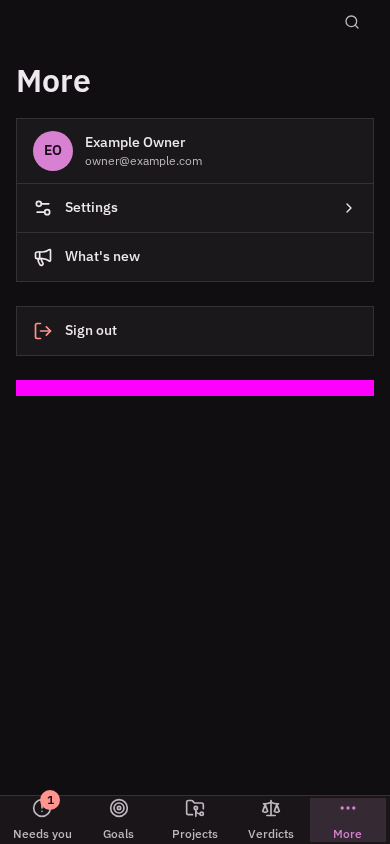 More
EO
Example Owner
owner@example.com
Settings
What's new
Sign out
1
Needs you
Goals
Projects
Verdicts
More